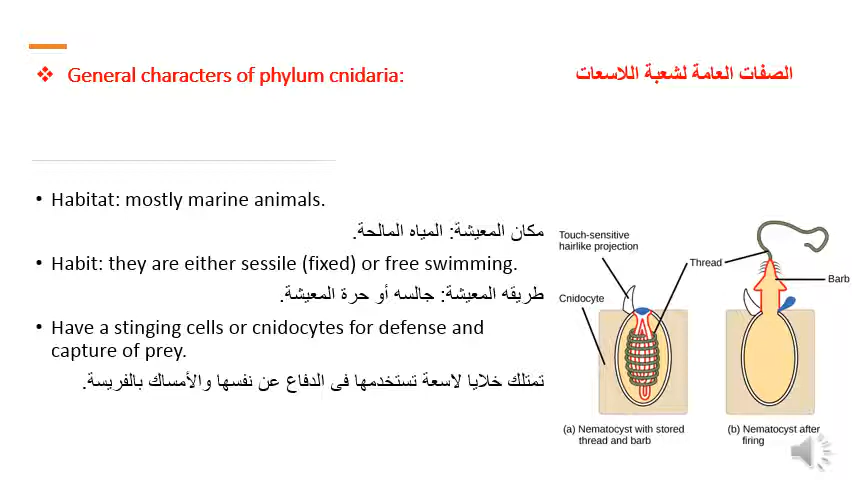 ❖ General characters of phylum cnidaria:
الصفات العامة لشعبة اللاسعات
• Habitat: mostly marine animals.
مكان المعيشة: المياه المالحة.
• Habit: they are either sessile (fixed) or free swimming.
طريقه المعيشة: جالسه أو حرة المعيشة.
• Have a stinging cells or cnidocytes for defense and
capture of prey.
تمتلك خلايا لاسعة تستخدمها فى الدفاع عن نفسها والأمساك بالفريسة.
Touch-sensitive
hairlike projection
Thread
Barb
Cnidocyte
(a) Nematocyst with stored
thread and barb
(b) Nematocyst after
firing